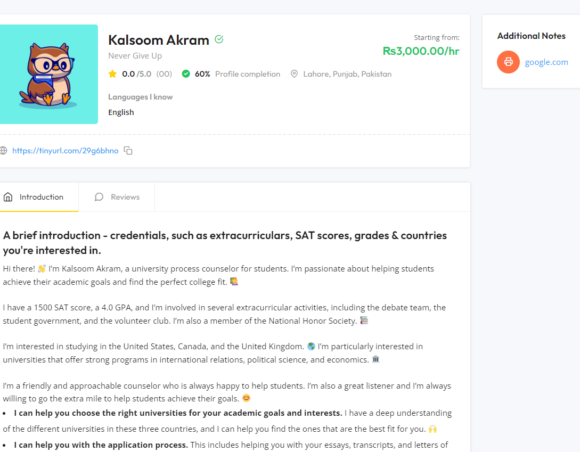 Kalsoom Akram
Never Give Up
0.0/5.0 (00) 60% Profile completion Lahore, Punjab, Pakistan
Languages I know
English
Starting from:
Rs3,000.00/hr
https://tinyurl.com/29g6bhno
Additional Notes
google.com
Introduction Reviews
A brief introduction - credentials, such as extracurriculars, SAT scores, grades & countries
you're interested in.
Hi there! 👋 I'm Kalsoom Akram, a university process counselor for students. I'm passionate about helping students
achieve their academic goals and find the perfect college fit.
I have a 1500 SAT score, a 4.0 GPA, and I'm involved in several extracurricular activities, including the debate team, the
student government, and the volunteer club. I'm also a member of the National Honor Society. 📚
I'm interested in studying in the United States, Canada, and the United Kingdom. 🌎 I'm particularly interested in
universities that offer strong programs in international relations, political science, and economics. 🏛
I'm a friendly and approachable counselor who is always happy to help students. I'm also a great listener and I'm always
willing to go the extra mile to help students achieve their goals. 😊
• I can help you choose the right universities for your academic goals and interests. I have a deep understanding
of the different universities in these three countries, and I can help you find the ones that are the best fit for you. 🙌
• I can help you with the application process. This includes helping you with your essays, transcripts, and letters of